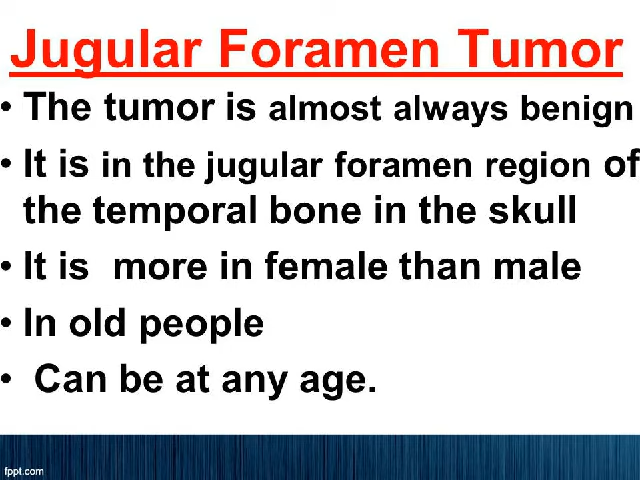 Jugular Foramen Tumor
• The tumor is almost always benign
• It is in the jugular foramen region of
the temporal bone in the skull
• It is more in female than male
• In old people
• Can be at any age.
fppt.com